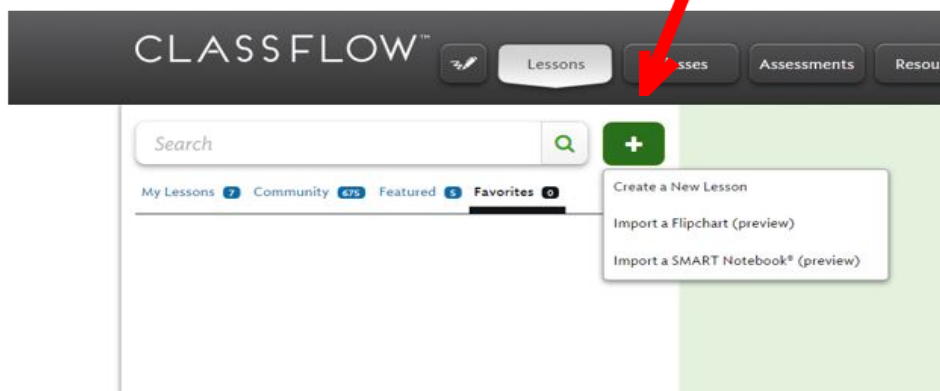 CLASSFLOW™
Lessons
Assessments
Search
+
My Lessons 7 Community 675 Featured 5 Favorites 0
Create a New Lesson
Import a Flipchart (preview)
Import a SMART Notebook® (preview)